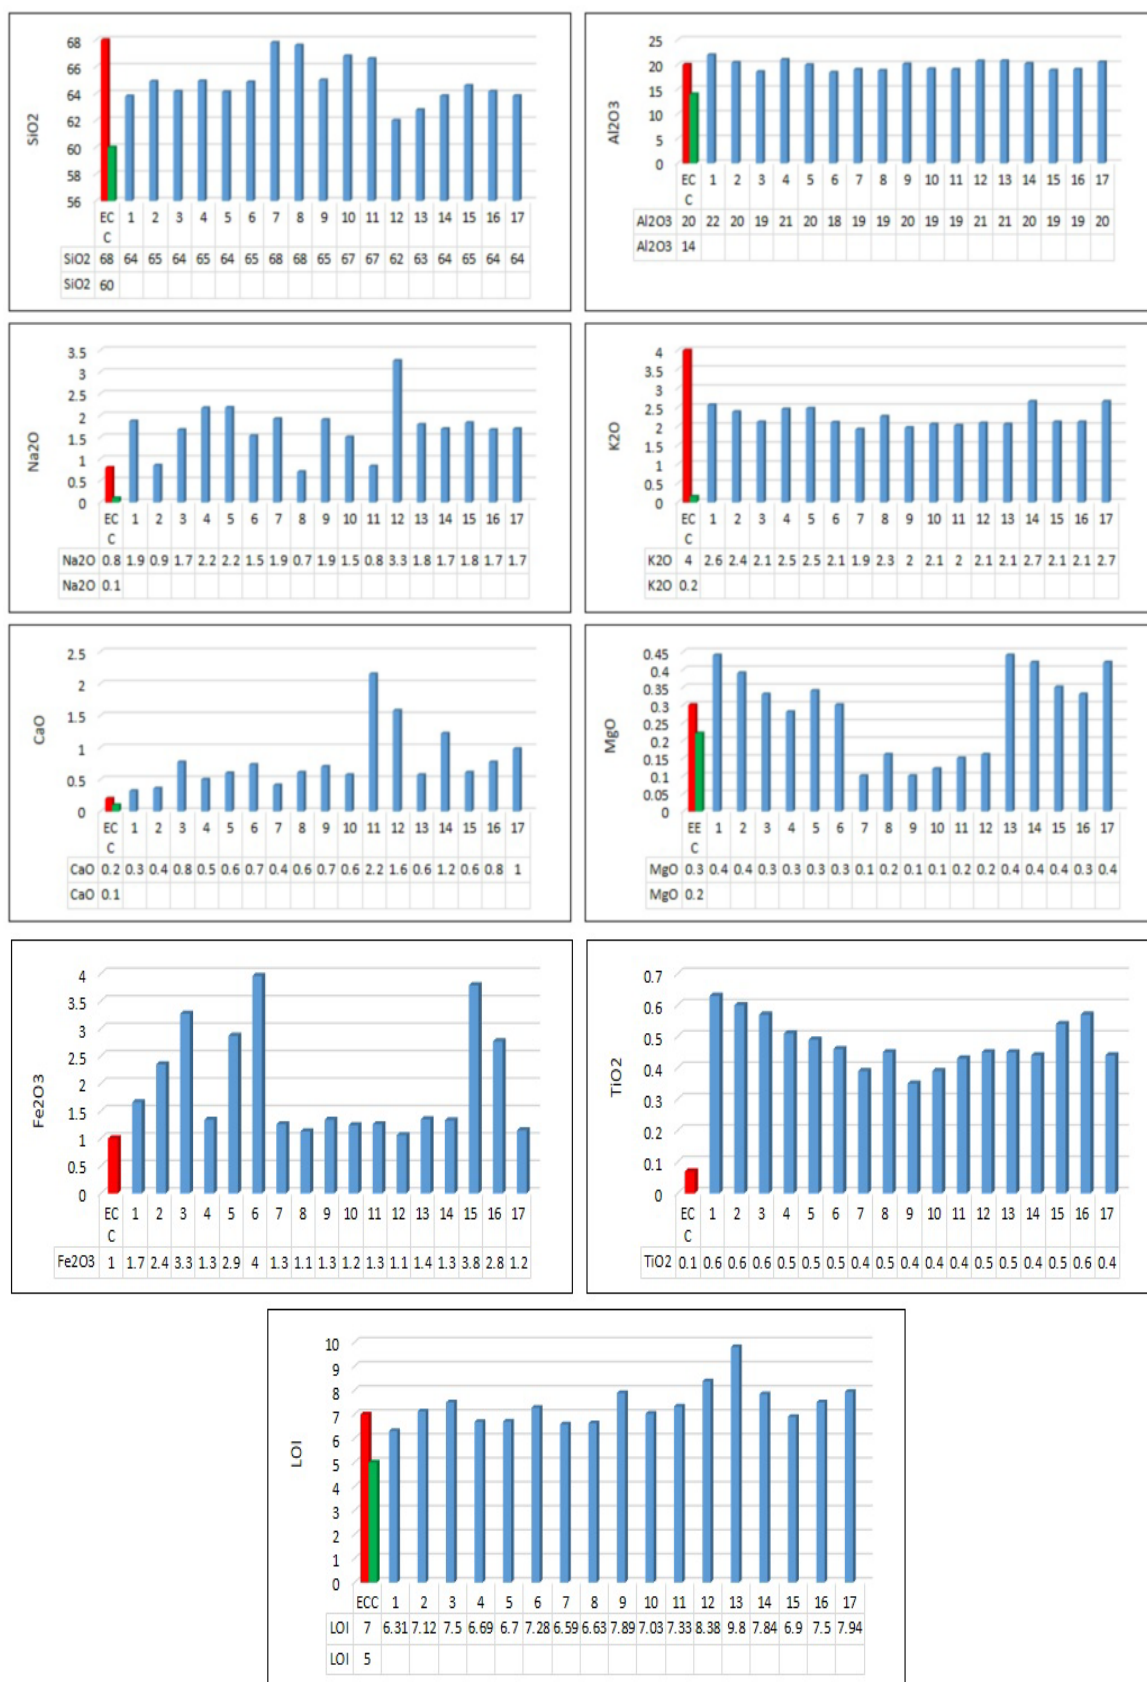 SiO2
68
66
64
62
60
58
56
ECC 1 2 3 4 5 6 7 8 9 10 11 12 13 14 15 16 17
SiO2 68 64 65 64 65 64 65 68 68 65 67 67 62 63 64 65 64 64
SiO2 60
Al2O3
25
20
15
10
5
0
ECC 1 2 3 4 5 6 7 8 9 10 11 12 13 14 15 16 17
Al2O3 20 22 20 19 21 20 18 19 19 20 19 19 21 21 20 19 19 20
Al2O3 14
Na2O
3.5
3
2.5
2
1.5
1
0.5
0
ECC 1 2 3 4 5 6 7 8 9 10 11 12 13 14 15 16 17
Na2O 0.8 1.9 0.9 1.7 2.2 2.2 1.5 1.9 0.7 1.9 1.5 0.8 3.3 1.8 1.7 1.8 1.7 1.7
Na2O 0.1
K2O
4
3.5
3
2.5
2
1.5
1
0.5
0
ECC 1 2 3 4 5 6 7 8 9 10 11 12 13 14 15 16 17
K2O 4 2.6 2.4 2.1 2.5 2.5 2.1 1.9 2.3 2 2.1 2 2.1 2.1 2.7 2.1 2.1 2.7
K2O 0.2
CaO
2.5
2
1.5
1
0.5
0
ECC 1 2 3 4 5 6 7 8 9 10 11 12 13 14 15 16 17
CaO 0.2 0.3 0.4 0.8 0.5 0.6 0.7 0.4 0.6 0.7 0.6 2.2 1.6 0.6 1.2 0.6 0.8 1
CaO 0.1
MgO
0.45
0.4
0.35
0.3
0.25
0.2
0.15
0.1
0.05
0
EEC 1 2 3 4 5 6 7 8 9 10 11 12 13 14 15 16 17
MgO 0.3 0.4 0.4 0.3 0.3 0.3 0.3 0.1 0.2 0.1 0.1 0.2 0.2 0.4 0.4 0.4 0.3 0.4
MgO 0.2
Fe2O3
4
3.5
3
2.5
2
1.5
1
0.5
0
ECC 1 2 3 4 5 6 7 8 9 10 11 12 13 14 15 16 17
Fe2O3 1 1.7 2.4 3.3 1.3 2.9 4 1.3 1.1 1.3 1.2 1.3 1.1 1.4 1.3 3.8 2.8 1.2
TiO2
0.7
0.6
0.5
0.4
0.3
0.2
0.1
0
ECC 1 2 3 4 5 6 7 8 9 10 11 12 13 14 15 16 17
TiO2 0.1 0.6 0.6 0.6 0.5 0.5 0.5 0.4 0.5 0.4 0.4 0.4 0.5 0.5 0.4 0.5 0.6 0.4
LOI
10
9
8
7
6
5
4
3
2
1
0
ECC 1 2 3 4 5 6 7 8 9 10 11 12 13 14 15 16 17
LOI 7 6.31 7.12 7.5 6.69 6.7 7.28 6.59 6.63 7.89 7.03 7.33 8.38 9.8 7.84 6.9 7.5 7.94
LOI 5